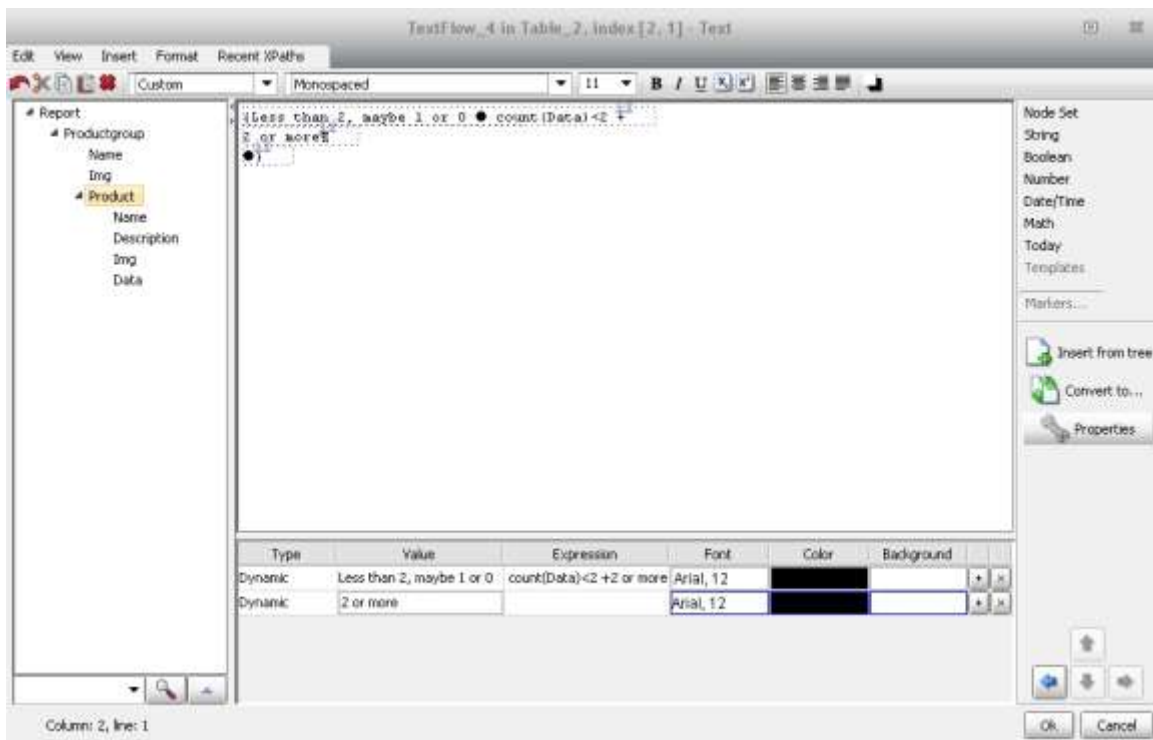 TextFlow_4 in Table_2, Index [2, 1] - Text
Edit View Insert Format Recent XPaths
Custom Monospaced 11 B I U
Report
Productgroup
Name
Img
Product
Name
Description
Img
Data
{Less than 2, maybe 1 or 0 ● count(Data)<2 +
2 or more
●}
Node Set
String
Boolean
Number
Date/Time
Math
Today
Templates
Markers...
Insert from tree
Convert to...
Properties
Type Value Expression Font Color Background
Dynamic Less than 2, maybe 1 or 0 count(Data)<2 +2 or more Arial, 12 + ×
Dynamic 2 or more Arial, 12 + ×
Column: 2, line: 1
Ok Cancel